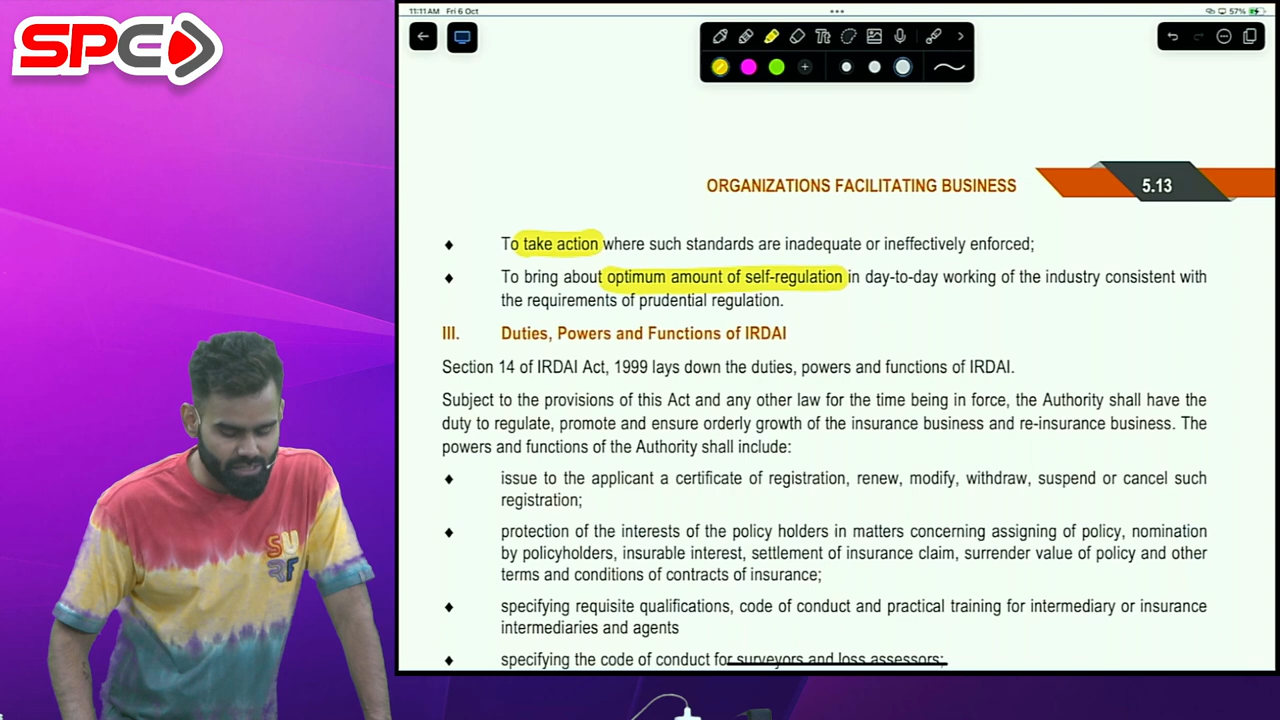 SPC
11:11 AM Fri 6 Oct
57%
ORGANIZATIONS FACILITATING BUSINESS
5.13
♦ To take action where such standards are inadequate or ineffectively enforced;
♦ To bring about optimum amount of self-regulation in day-to-day working of the industry consistent with
the requirements of prudential regulation.
III. Duties, Powers and Functions of IRDAI
Section 14 of IRDAI Act, 1999 lays down the duties, powers and functions of IRDAI.
Subject to the provisions of this Act and any other law for the time being in force, the Authority shall have the
duty to regulate, promote and ensure orderly growth of the insurance business and re-insurance business. The
powers and functions of the Authority shall include:
♦ issue to the applicant a certificate of registration, renew, modify, withdraw, suspend or cancel such
registration;
♦ protection of the interests of the policy holders in matters concerning assigning of policy, nomination
by policyholders, insurable interest, settlement of insurance claim, surrender value of policy and other
terms and conditions of contracts of insurance;
♦ specifying requisite qualifications, code of conduct and practical training for intermediary or insurance
intermediaries and agents
♦ specifying the code of conduct for surveyors and loss assessors;
SU
RF